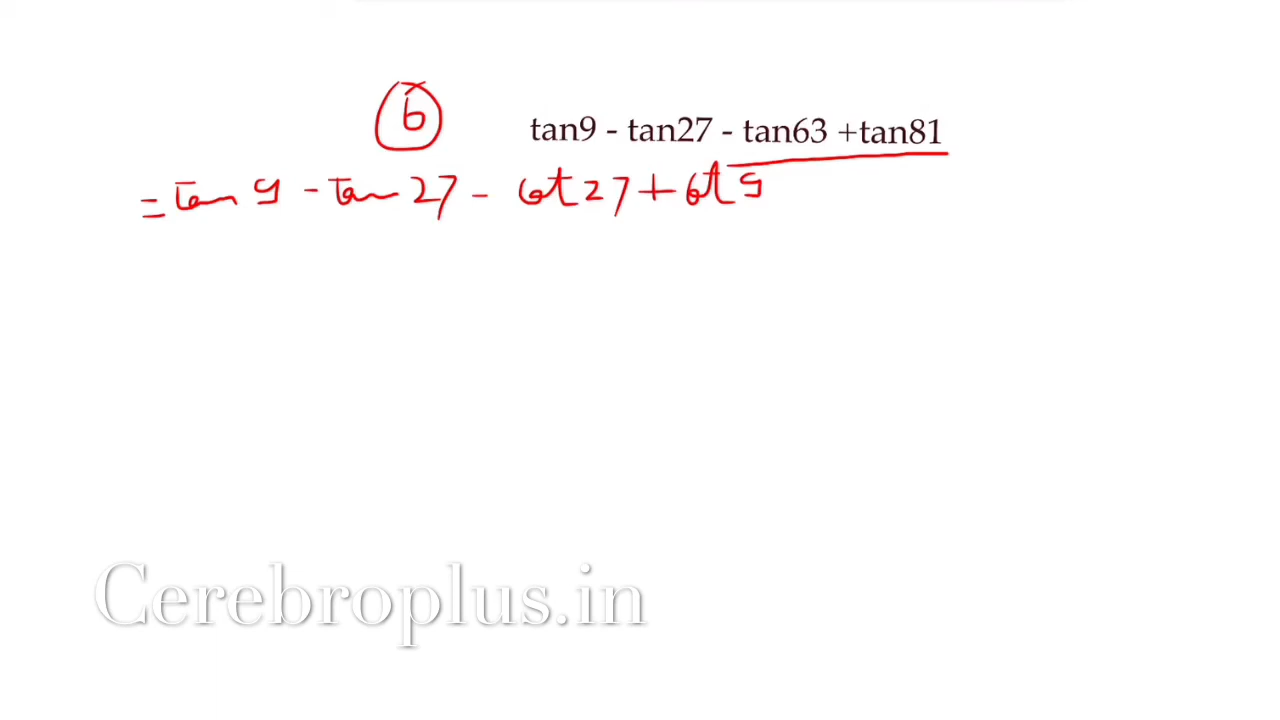 6 tan9 - tan27 - tan63 +tan81
= tan 9 - tan 27 - cot 27 + cot 9
Cerebroplus.in